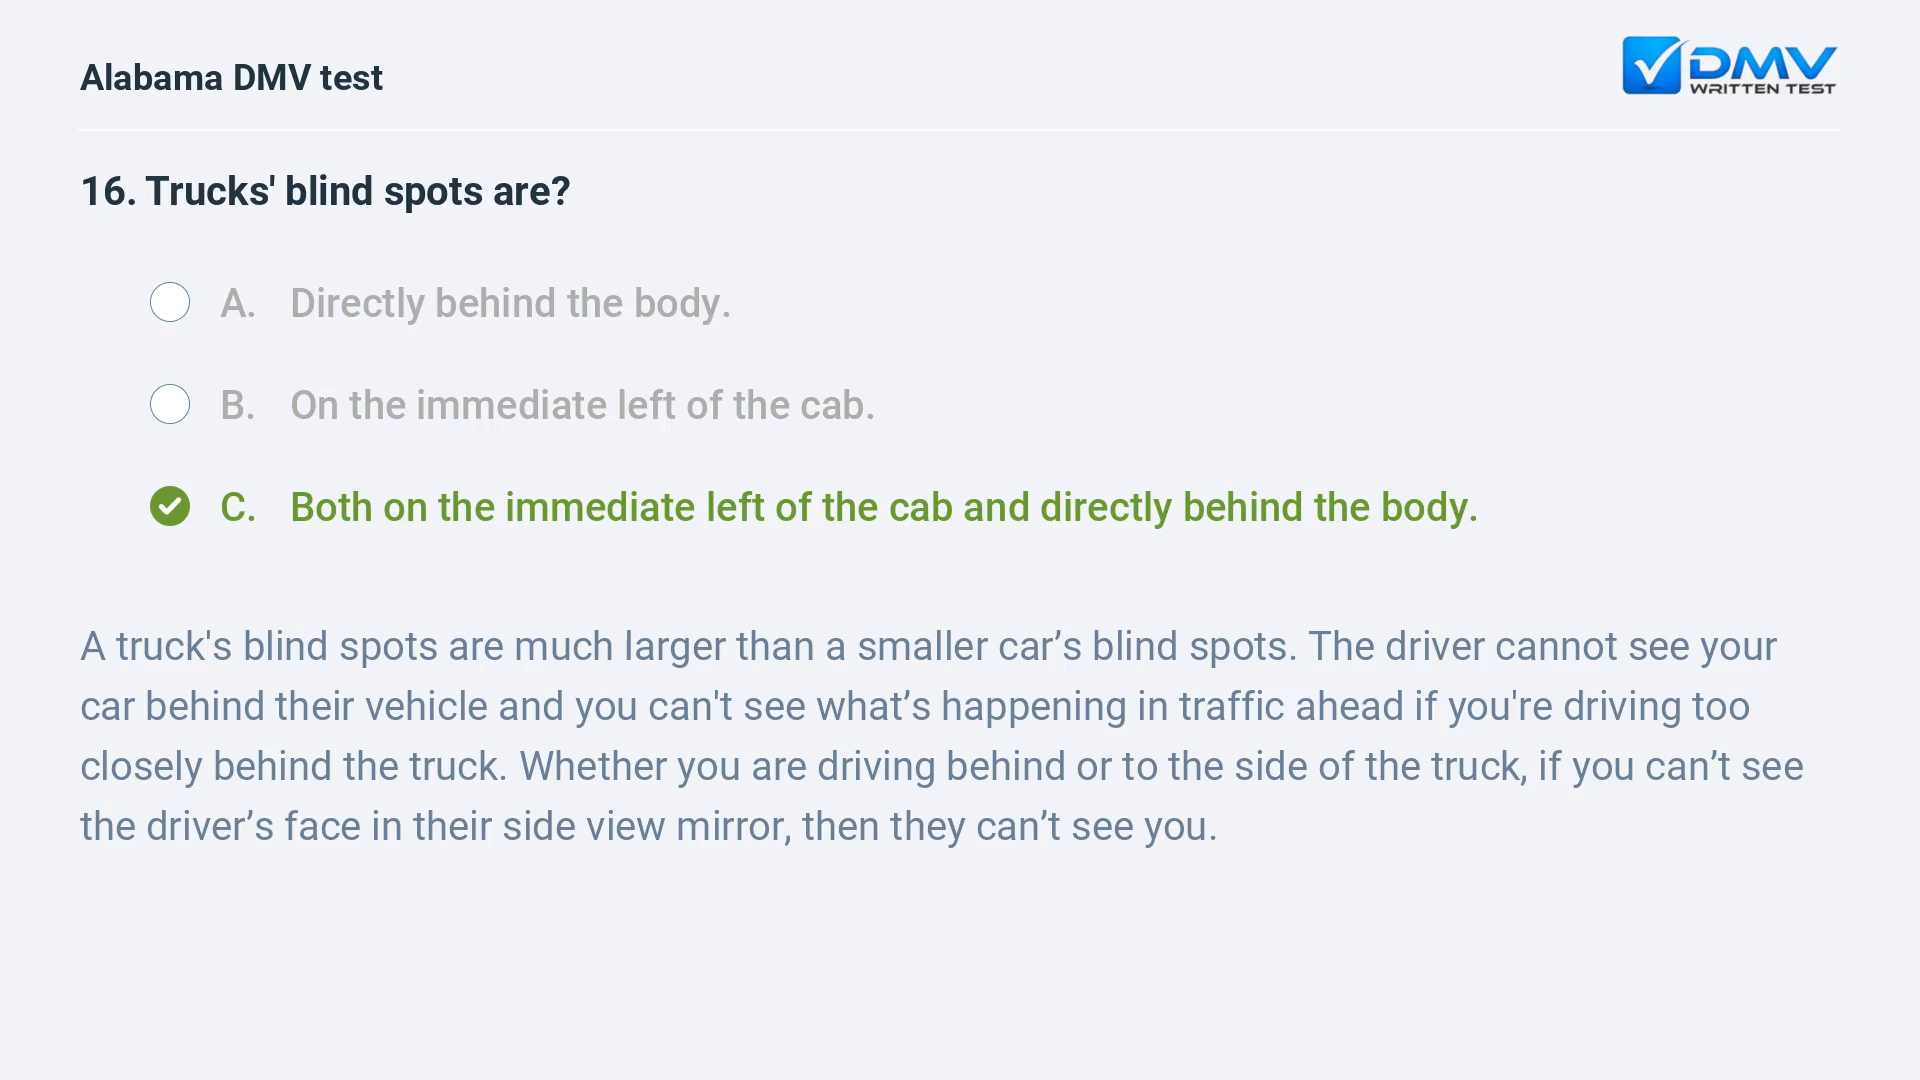 Alabama DMV test
DMV
WRITTEN TEST
16. Trucks' blind spots are?
A. Directly behind the body.
B. On the immediate left of the cab.
C. Both on the immediate left of the cab and directly behind the body.
A truck's blind spots are much larger than a smaller car’s blind spots. The driver cannot see your
car behind their vehicle and you can't see what’s happening in traffic ahead if you're driving too
closely behind the truck. Whether you are driving behind or to the side of the truck, if you can’t see
the driver’s face in their side view mirror, then they can’t see you.